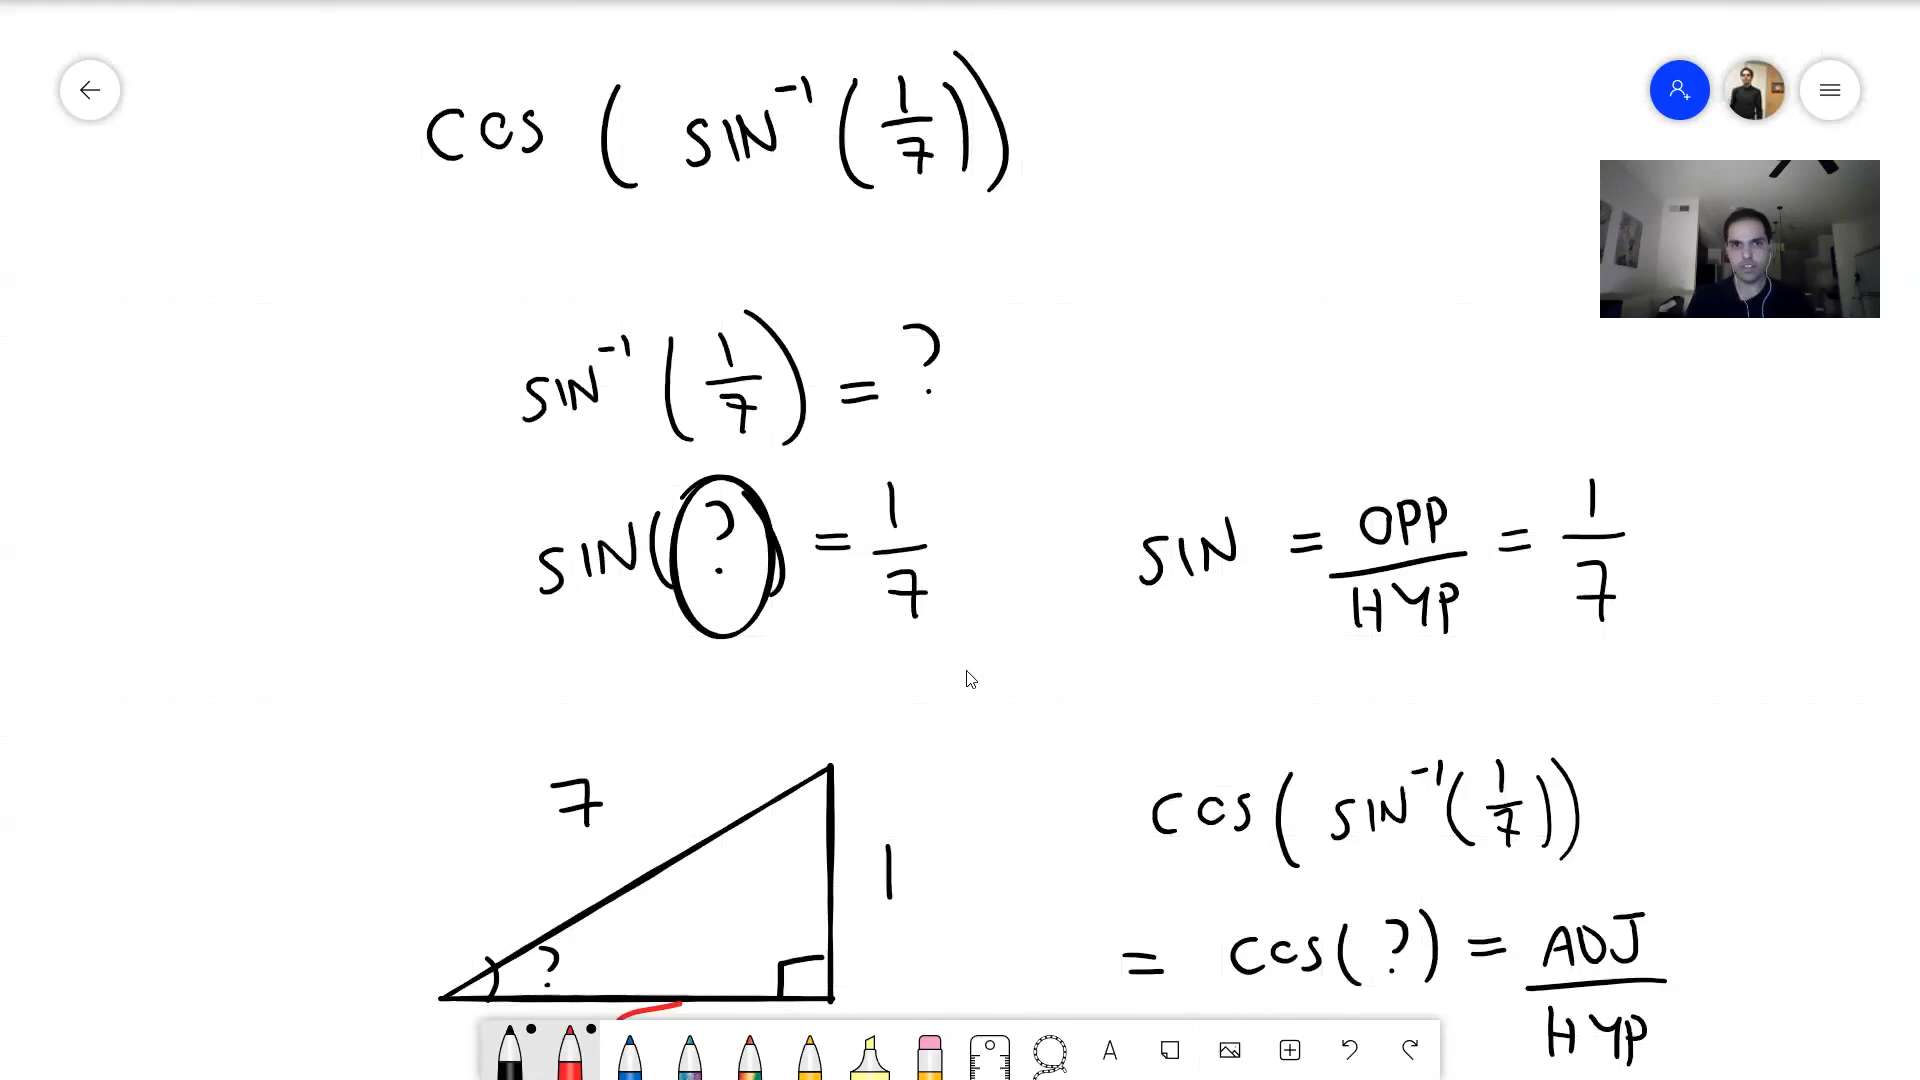 cos ( SIN⁻¹ ( 1/7 ) )
SIN⁻¹ ( 1/7 ) = ?
SIN ( ? ) = 1/7
SIN = OPP/HYP = 1/7
7
1
?
cos ( SIN⁻¹ ( 1/7 ) )
= cos ( ? ) = ADJ/HYP
A